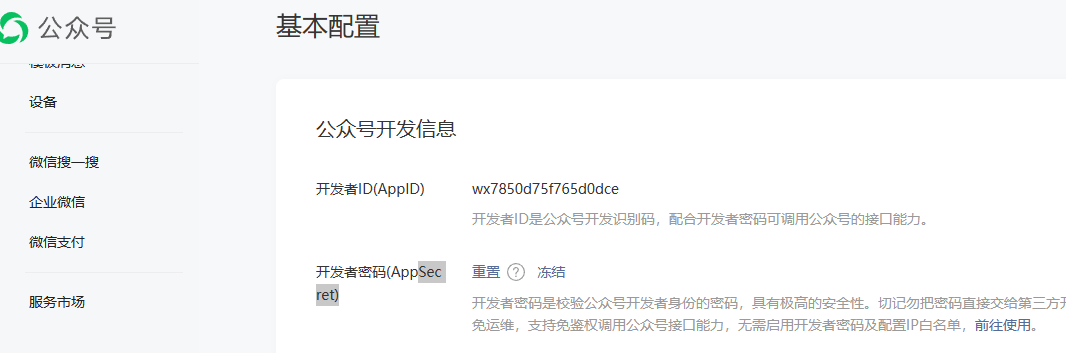 公众号
基本配置
模板消息
设备
公众号开发信息
微信搜一搜
开发者ID(AppID)
wx7850d75f765d0dce
企业微信
开发者ID是公众号开发识别码，配合开发者密码可调用公众号的接口能力。
微信支付
开发者密码(AppSec
ret)
重置 ? 冻结
服务市场
开发者密码是校验公众号开发者身份的密码，具有极高的安全性。切记勿把密码直接交给第三方开
免运维，支持免鉴权调用公众号接口能力，无需启用开发者密码及配置IP白名单，前往使用。